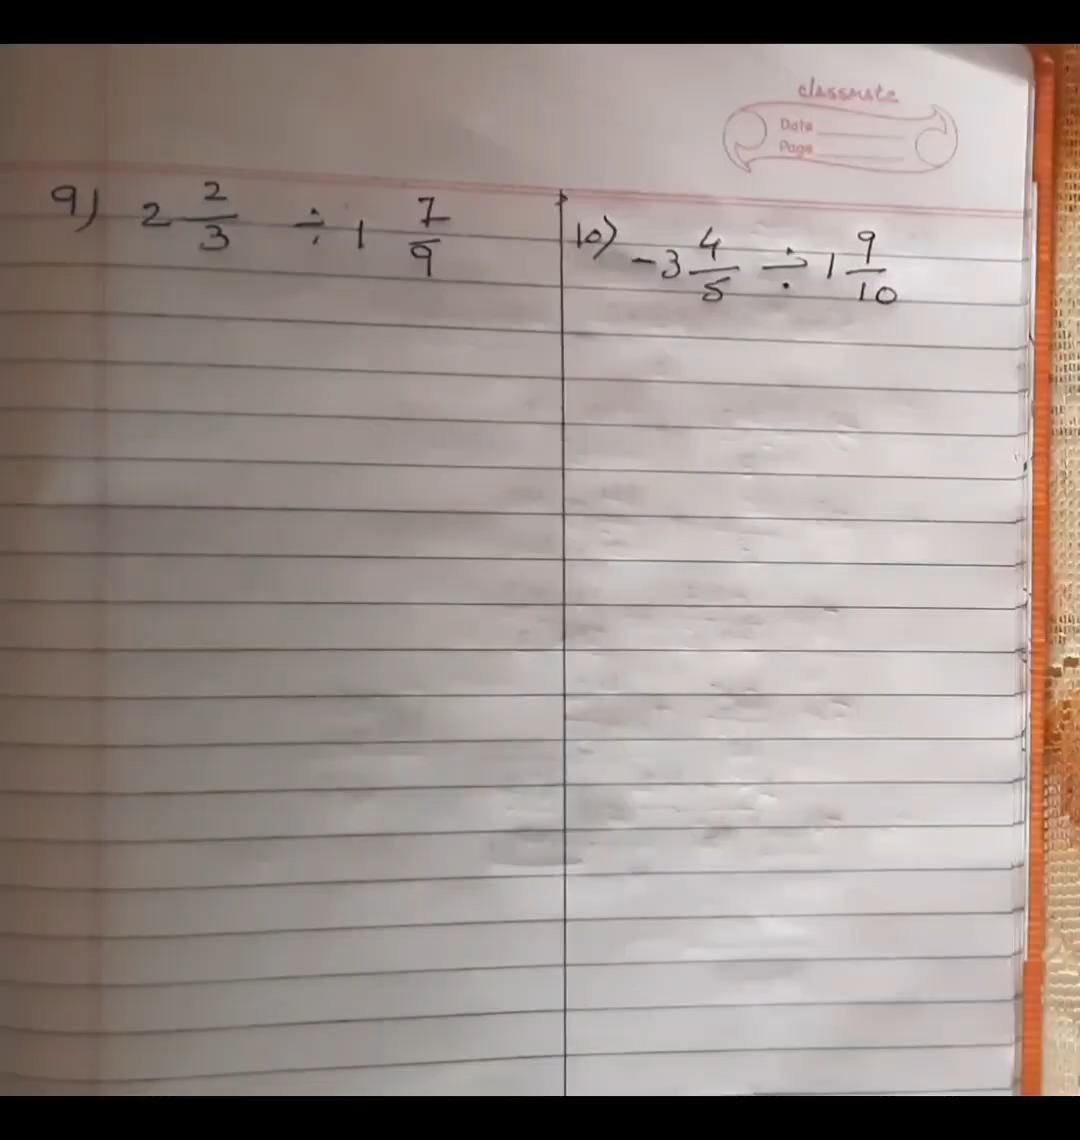 classmate
Date
Page
9) 2 2/3 ÷ 1 7/9
10) -3 4/5 ÷ 1 9/10